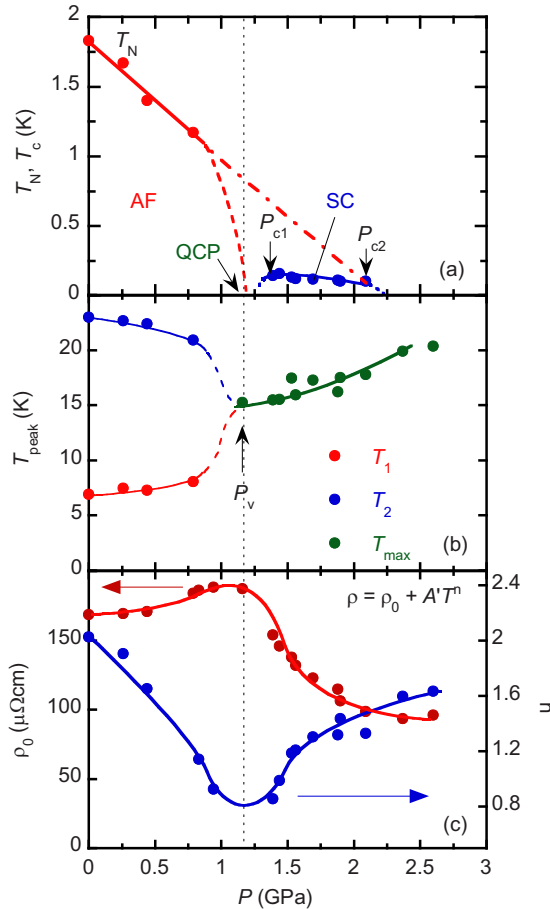 2
1.5
1
0.5
0
T_N, T_c (K)
T_N
AF
QCP
P_c1
SC
P_c2
(a)
20
15
10
5
0
T_peak (K)
P_v
T_1
T_2
T_max
(b)
ρ = ρ_0 + A'T^n
150
100
50
0
ρ_0 (μΩcm)
2.4
2
1.6
1.2
0.8
n
(c)
0 0.5 1 1.5 2 2.5 3
P (GPa)